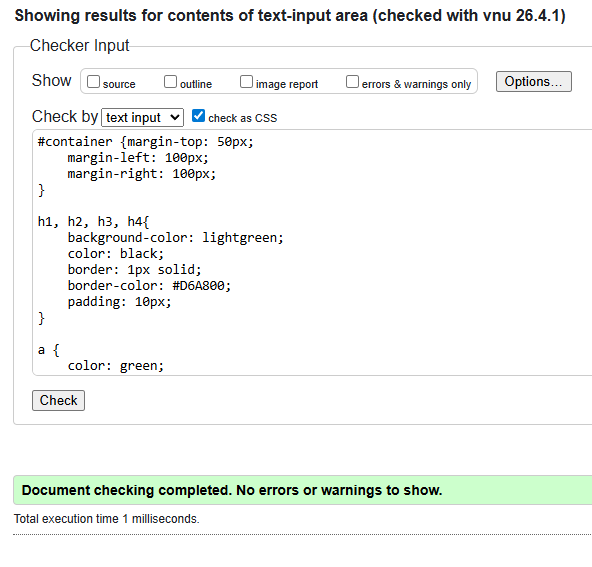 Showing results for contents of text-input area (checked with vnu 26.4.1)
Checker Input
Show source outline image report errors & warnings only Options...
Check by text input check as CSS
#container {margin-top: 50px;
    margin-left: 100px;
    margin-right: 100px;
}

h1, h2, h3, h4{
    background-color: lightgreen;
    color: black;
    border: 1px solid;
    border-color: #D6A800;
    padding: 10px;
}

a {
    color: green;
Check
Document checking completed. No errors or warnings to show.
Total execution time 1 milliseconds.